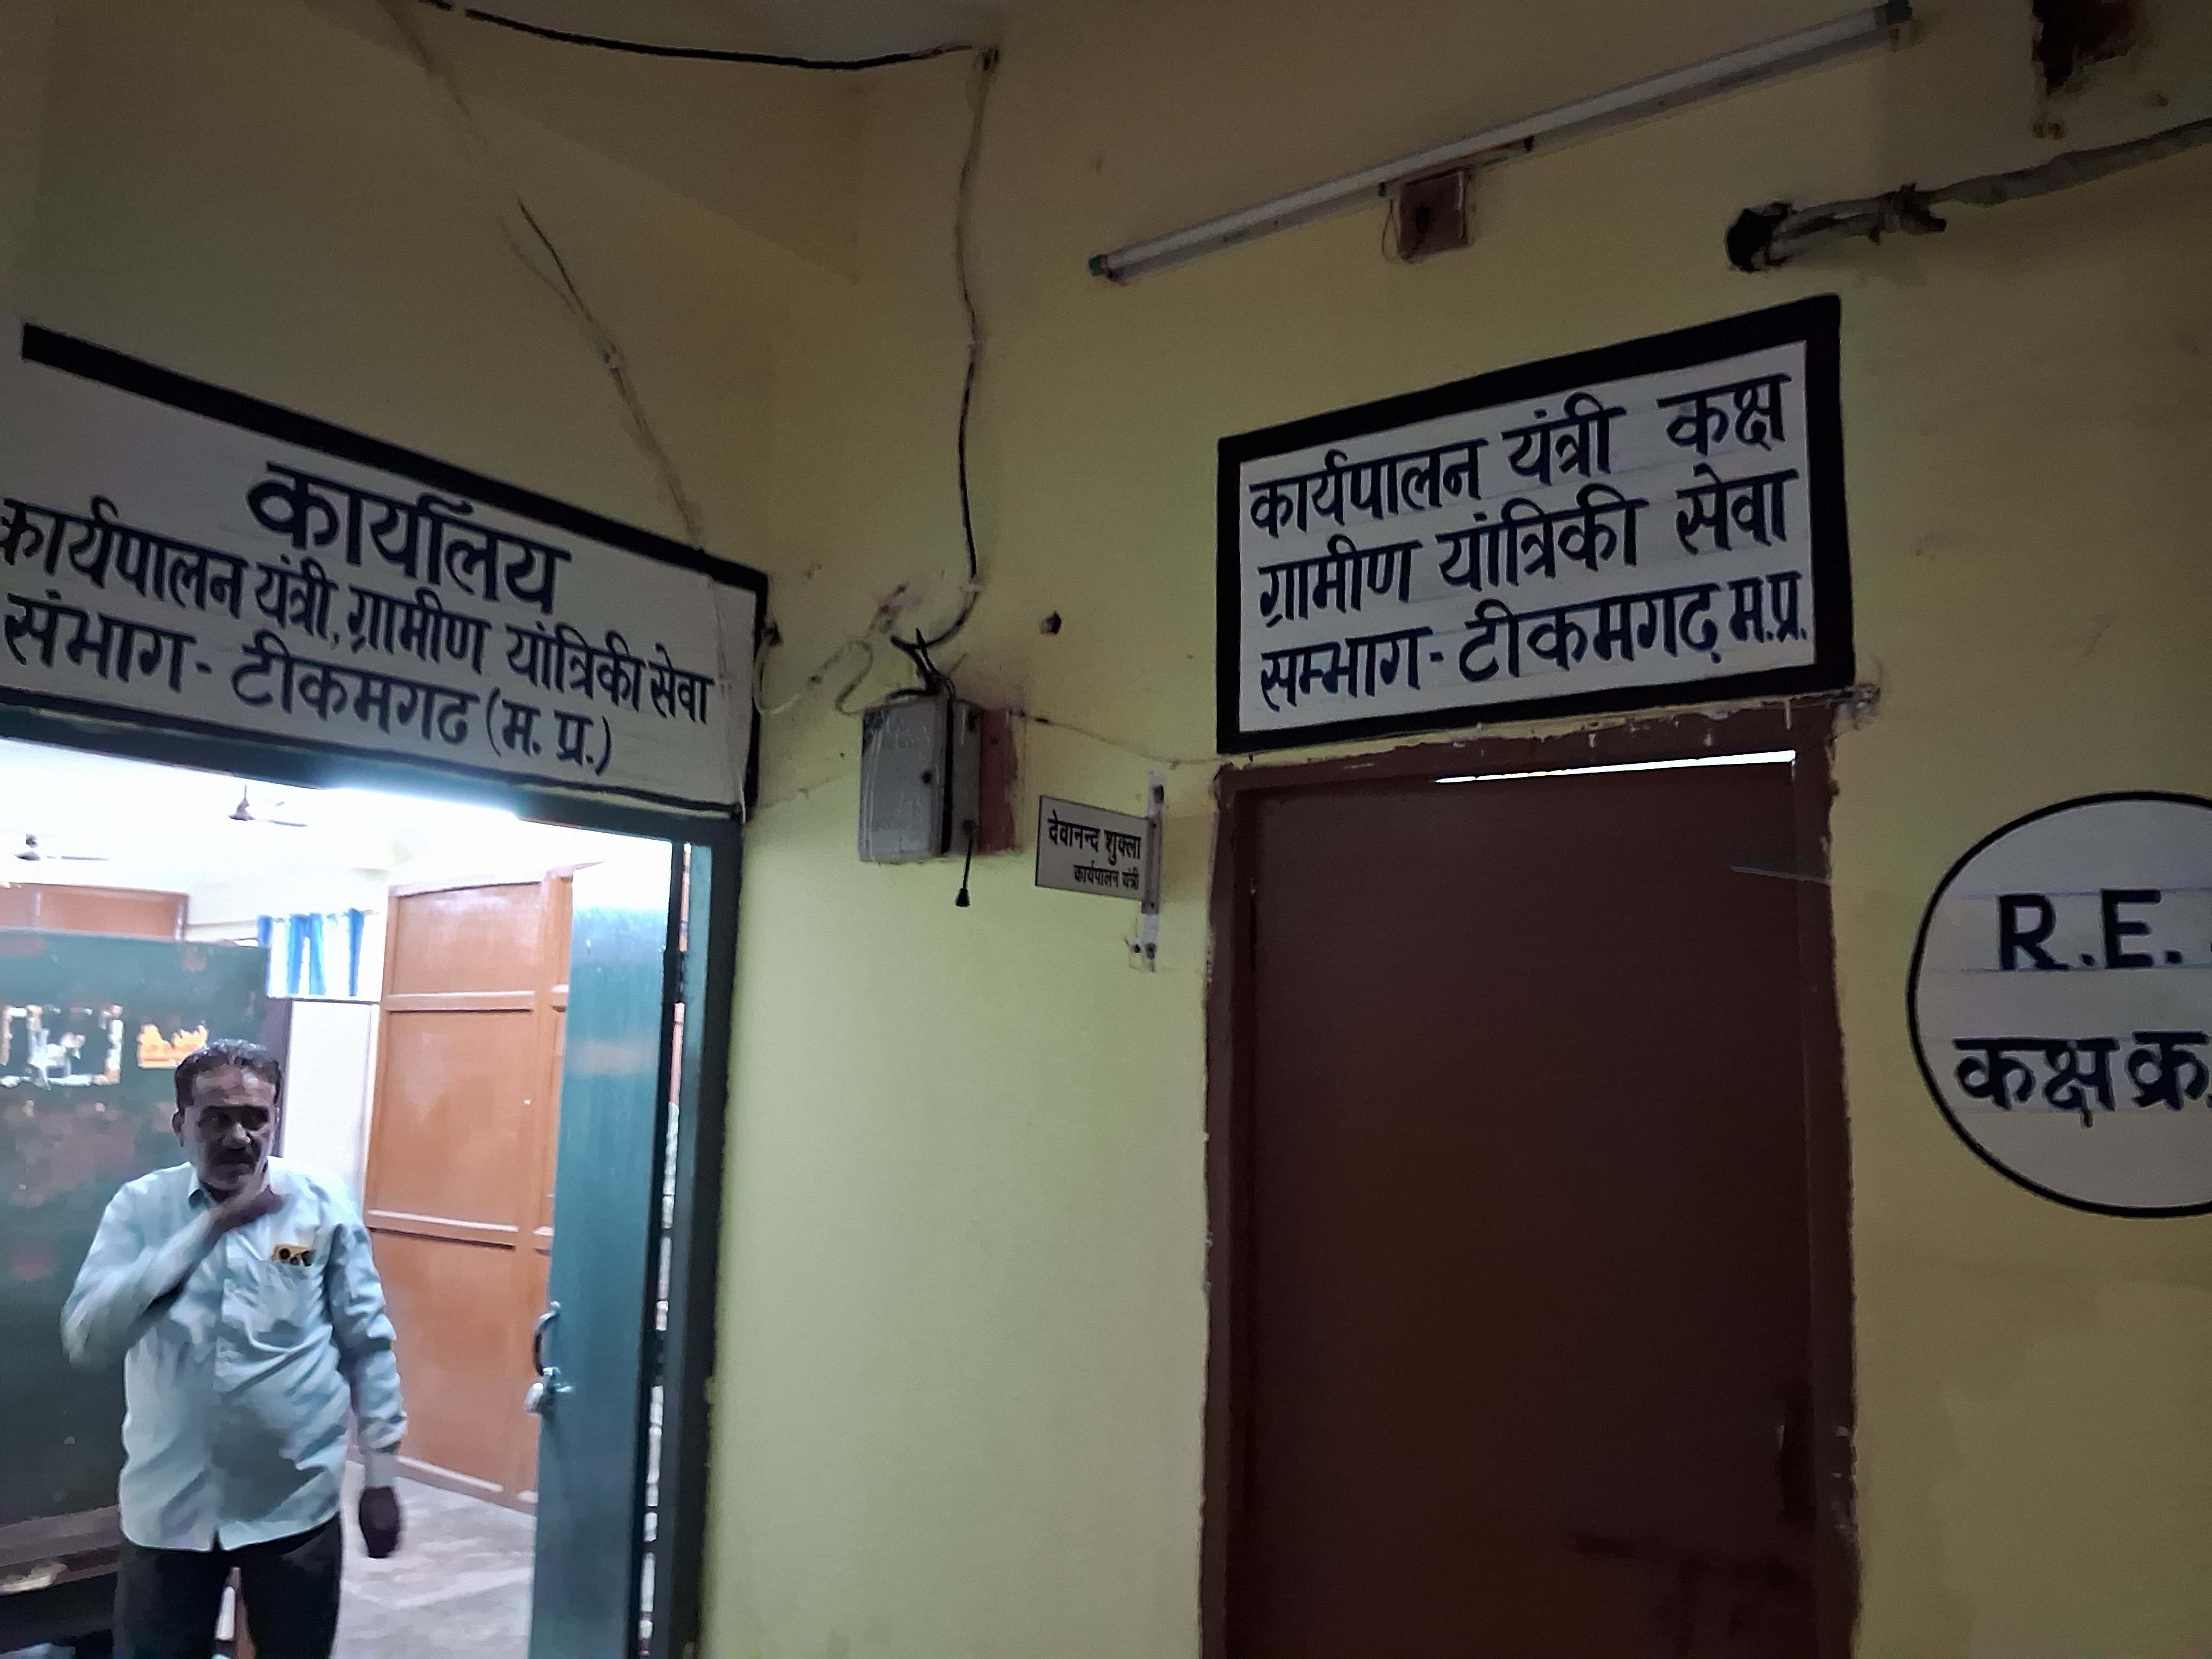 कार्यालय
कार्यपालन यंत्री, ग्रामीण यांत्रिकी सेवा
संभाग - टीकमगढ (म. प्र.)
देवानन्द शुक्ला
कार्यपालन यंत्री
कार्यपालन यंत्री कक्ष
ग्रामीण यांत्रिकी सेवा
सम्भाग - टीकमगढ़ म.प्र.
R.E.
कक्ष क्र.